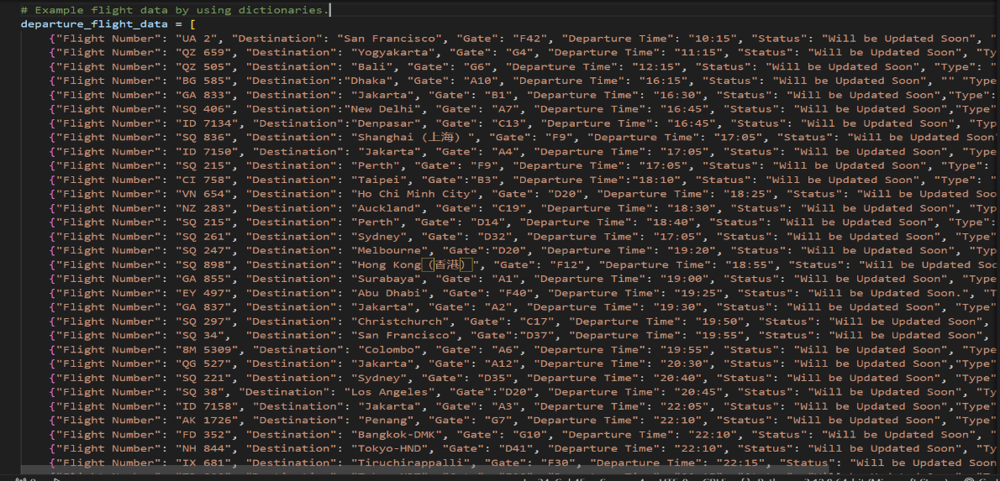 # Example flight data by using dictionaries.
departure_flight_data = [
{"Flight Number": "UA 2", "Destination": "San Francisco", "Gate": "F42", "Departure Time": "10:15", "Status": "Will be Updated Soon", "
{"Flight Number": "QZ 659", "Destination": "Yogyakarta", "Gate": "G4", "Departure Time": "11:15", "Status": "Will be Updated Soon", "Ty
{"Flight Number": "QZ 505", "Destination": "Bali", "Gate": "G6", "Departure Time": "12:15", "Status": "Will be Updated Soon", "Type": "
{"Flight Number": "BG 585", "Destination":"Dhaka", "Gate": "A10", "Departure Time": "16:15", "Status": "Will be Updated Soon", "" "Type
{"Flight Number": "GA 833", "Destination": "Jakarta", "Gate": "B1", "Departure Time": "16:30", "Status": "Will be Updated Soon","Type":
{"Flight Number": "SQ 406", "Destination":"New Delhi", "Gate": "A7", "Departure Time": "16:45", "Status": "Will be Updated Soon", "Type
{"Flight Number": "ID 7134", "Destination":"Denpasar", "Gate": "C13", "Departure Time": "16:45", "Status": "Will be Updated Soon", "Typ
{"Flight Number": "SQ 836", "Destination": "Shanghai (上海) ", "Gate": "F9", "Departure Time": "17:05", "Status": "Will be Updated Soon"
{"Flight Number": "ID 7150", "Destination": "Jakarta", "Gate": "A4", "Departure Time": "17:05", "Status": "Will be Updated Soon", "Type
{"Flight Number": "SQ 215", "Destination": "Perth", "Gate": "F9", "Departure Time": "17:05", "Status": "Will be Updated Soon", "Type":
{"Flight Number": "CI 758", "Destination": "Taipei", "Gate":"B3", "Departure Time":"18:10", "Status": "Will be Updated Soon", "Type": "
{"Flight Number": "VN 654", "Destination": "Ho Chi Minh City", "Gate": "D20", "Departure Time": "18:25", "Status": "Will be Updated Soo
{"Flight Number": "NZ 283", "Destination": "Auckland", "Gate": "C19", "Departure Time": "18:30", "Status": "Will be Updated Soon", "Typ
{"Flight Number": "SQ 215", "Destination": "Perth", "Gate": "D14", "Departure Time": "18:40", "Status": "Will be Updated Soon", "Type":
{"Flight Number": "SQ 261", "Destination": "Sydney", "Gate": "D32", "Departure Time": "17:05", "Status": "Will be Updated Soon", "Type"
{"Flight Number": "SQ 247", "Destination": "Melbourne", "Gate":"D20", "Departure Time": "19:20", "Status": "Will be Updated Soon", "Typ
{"Flight Number": "SQ 898", "Destination": "Hong Kong（香港）", "Gate": "F12", "Departure Time": "18:55", "Status": "Will be Updated Soo
{"Flight Number": "GA 855", "Destination": "Surabaya", "Gate": "A1", "Departure Time": "19:00", "Status": "Will be Updated Soon", "Type
{"Flight Number": "EY 497", "Destination": "Abu Dhabi", "Gate": "F40", "Departure Time": "19:25", "Status": "Will be Updated Soon.", "T
{"Flight Number": "GA 837", "Destination": "Jakarta", "Gate": "A2", "Departure Time": "19:30", "Status": "Will be Updated Soon", "Type"
{"Flight Number": "SQ 297", "Destination": "Christchurch", "Gate": "C17", "Departure Time": "19:50", "Status": "Will be Updated Soon",
{"Flight Number": "SQ 34", "Destination": "San Francisco", "Gate":"D37", "Departure Time": "19:55", "Status": "Will be Updated Soon",
{"Flight Number": "8M 5309", "Destination": "Colombo", "Gate": "A6", "Departure Time": "19:55", "Status": "Will be Updated Soon", "Type
{"Flight Number": "QG 527", "Destination": "Jakarta", "Gate": "A12", "Departure Time": "20:30", "Status": "Will be Updated Soon", "Type
{"Flight Number": "SQ 221", "Destination": "Sydney", "Gate": "D35", "Departure Time": "20:40", "Status": "Will be Updated Soon", "Type"
{"Flight Number": "SQ 38", "Destination": "Los Angeles", "Gate":"D20", "Departure Time": "20:45", "Status": "Will be Updated Soon", "Ty
{"Flight Number": "ID 7158", "Destination": "Jakarta", "Gate": "A3", "Departure Time": "22:05", "Status": "Will be Updated Soon","Type"
{"Flight Number": "AK 1726", "Destination": "Penang", "Gate": "G7", "Departure Time": "22:10", "Status": "Will be Updated Soon", "Type"
{"Flight Number": "FD 352", "Destination": "Bangkok-DMK", "Gate": "G10", "Departure Time": "22:10", "Status": "Will be Updated Soon", "
{"Flight Number": "NH 844", "Destination": "Tokyo-HND", "Gate": "D41", "Departure Time": "22:10", "Status": "Will be Updated Soon", "Ty
{"Flight Number": "IX 681", "Destination": "Tiruchirappalli", "Gate": "F30", "Departure Time": "22:15", "Status": "Will be Updated Soon